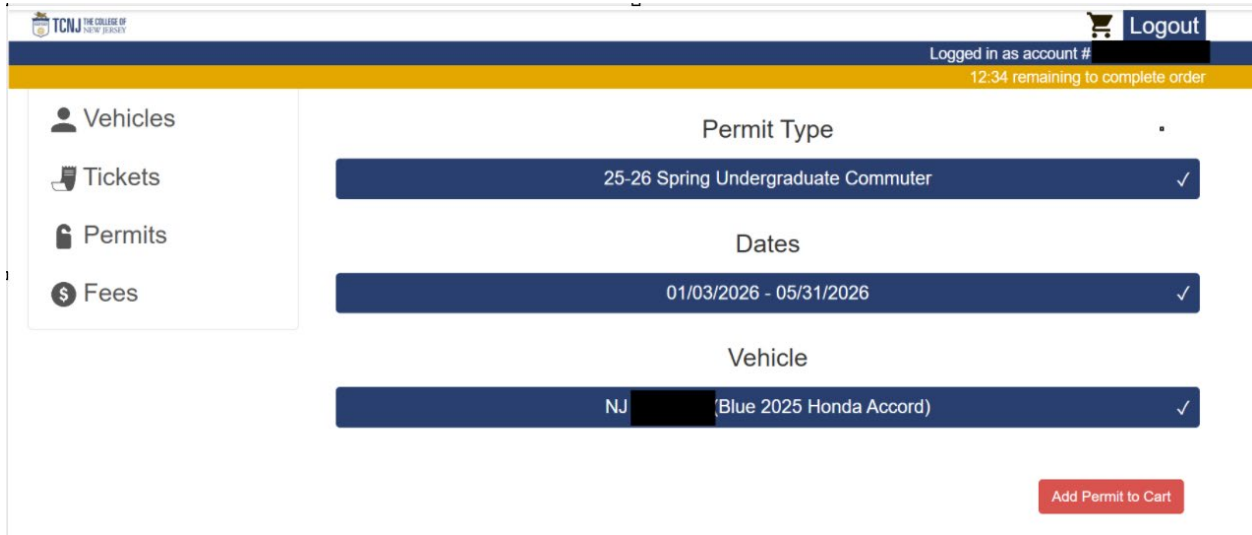 TCNJ THE COLLEGE OF NEW JERSEY
Logout
Logged in as account #
12:34 remaining to complete order
Vehicles
Tickets
Permits
Fees
Permit Type
25-26 Spring Undergraduate Commuter ✓
Dates
01/03/2026 - 05/31/2026 ✓
Vehicle
NJ (Blue 2025 Honda Accord) ✓
Add Permit to Cart